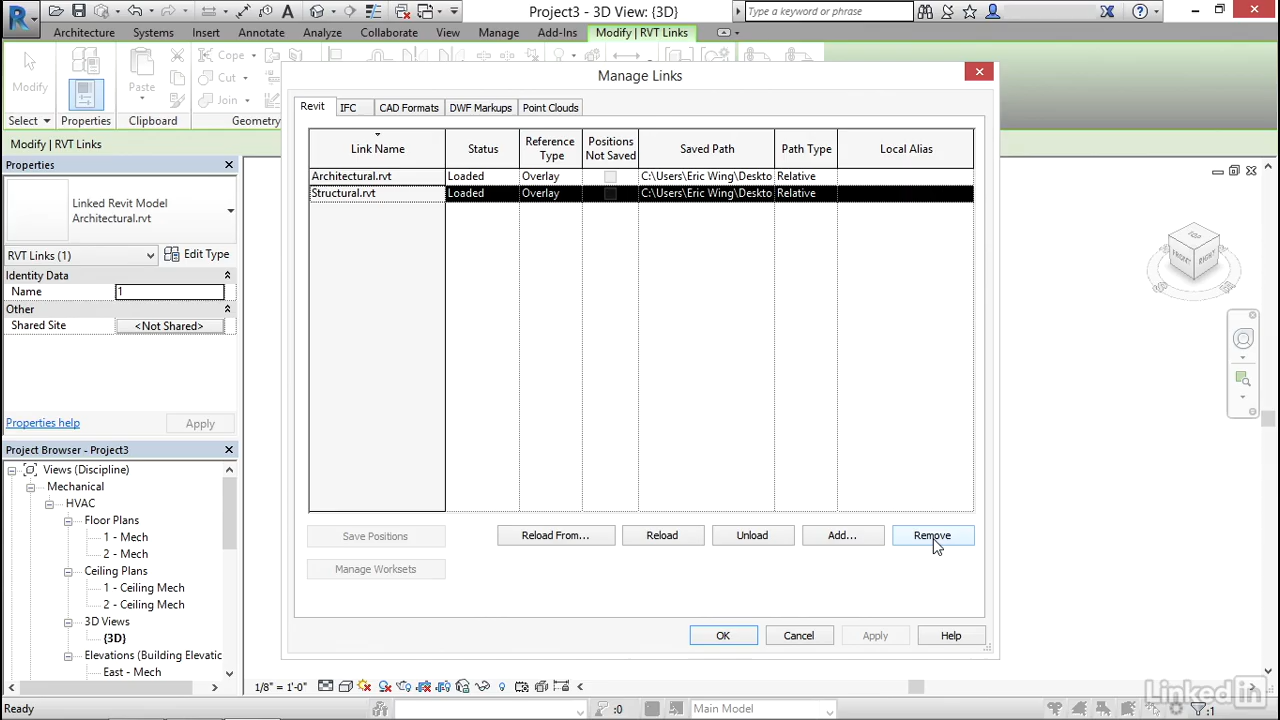 Project3 - 3D View: {3D}
Type a keyword or phrase
Architecture Systems Insert Annotate Analyze Collaborate View Manage Add-Ins Modify | RVT Links
Modify
Paste
Cope
Cut
Join
Select Properties Clipboard Geometry
Modify | RVT Links
Properties
Linked Revit Model
Architectural.rvt
RVT Links (1) Edit Type
Identity Data
Name 1
Other
Shared Site <Not Shared>
Properties help Apply
Project Browser - Project3
Views (Discipline)
Mechanical
HVAC
Floor Plans
1 - Mech
2 - Mech
Ceiling Plans
1 - Ceiling Mech
2 - Ceiling Mech
3D Views
{3D}
Elevations (Building Elevatic
East - Mech
Manage Links
Revit IFC CAD Formats DWF Markups Point Clouds
Link Name Status Reference Type Positions Not Saved Saved Path Path Type Local Alias
Architectural.rvt Loaded Overlay C:\Users\Eric Wing\Deskto Relative
Structural.rvt Loaded Overlay C:\Users\Eric Wing\Deskto Relative
Save Positions Reload From... Reload Unload Add... Remove
Manage Worksets
OK Cancel Apply Help
TOP
FRONT RIGHT
1/8" = 1'-0"
Ready :0 Main Model :1
LinkedIn